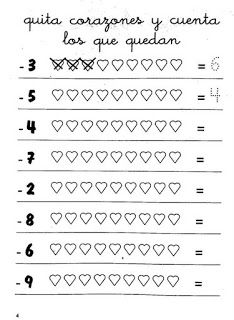 quita corazones y cuenta
los que quedan
- 3 = 6
- 5 = 4
- 4 =
- 7 =
- 2 =
- 8 =
- 6 =
- 9 =
4